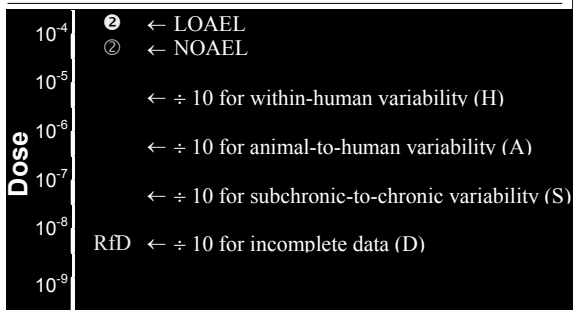 10-4 ❷ ← LOAEL
② ← NOAEL
10-5
← ÷ 10 for within-human variability (H)
10-6
← ÷ 10 for animal-to-human variability (A)
10-7
← ÷ 10 for subchronic-to-chronic variability (S)
10-8
RfD ← ÷ 10 for incomplete data (D)
10-9
Dose